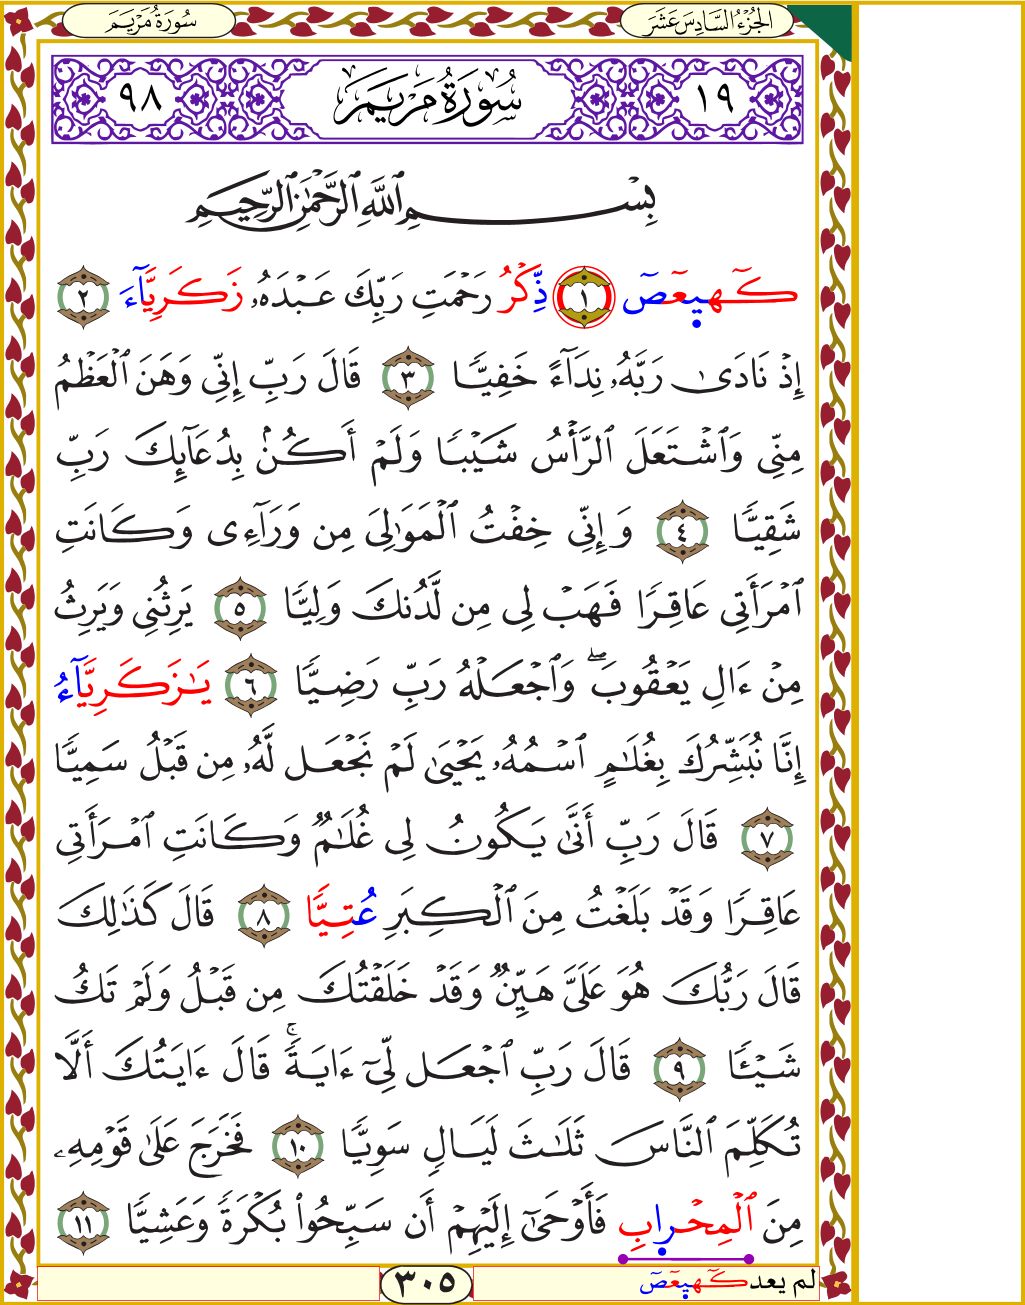 الجُزْءُ السَّادِسَ عَشَرَ
سُورَةُ مَرْيَمَ
١٩ سُورَةُ مَرْيَمَ ٩٨
بِسْمِ ٱللَّهِ ٱلرَّحْمَٰنِ ٱلرَّحِيمِ
كٓهيعٓصٓ ١ ذِّكْرُ رَحْمَتِ رَبِّكَ عَبْدَهُۥ زَكَرِيَّآءَ ٢
إِذْ نَادَىٰ رَبَّهُۥ نِدَآءً خَفِيًّا ٣ قَالَ رَبِّ إِنِّي وَهَنَ ٱلْعَظْمُ
مِنِّي وَٱشْتَعَلَ ٱلرَّأْسُ شَيْبًا وَلَمْ أَكُنۢ بِدُعَآئِكَ رَبِّ
شَقِيًّا ٤ وَإِنِّي خِفْتُ ٱلْمَوَٰلِيَ مِن وَرَآءِي وَكَانَتِ
ٱمْرَأَتِي عَاقِرًا فَهَبْ لِي مِن لَّدُنكَ وَلِيًّا ٥ يَرِثُنِي وَيَرِثُ
مِنْ ءَالِ يَعْقُوبَۖ وَٱجْعَلْهُ رَبِّ رَضِيًّا ٦ يَٰزَكَرِيَّآءُ
إِنَّا نُبَشِّرُكَ بِغُلَٰمٍ ٱسْمُهُۥ يَحْيَىٰ لَمْ نَجْعَل لَّهُۥ مِن قَبْلُ سَمِيًّا
٧ قَالَ رَبِّ أَنَّىٰ يَكُونُ لِي غُلَٰمٌ وَكَانَتِ ٱمْرَأَتِي
عَاقِرًا وَقَدْ بَلَغْتُ مِنَ ٱلْكِبَرِ عُتِيًّا ٨ قَالَ كَذَٰلِكَ
قَالَ رَبُّكَ هُوَ عَلَيَّ هَيِّنٌ وَقَدْ خَلَقْتُكَ مِن قَبْلُ وَلَمْ تَكُ
شَيْـًٔا ٩ قَالَ رَبِّ ٱجْعَل لِّيٓ ءَايَةًۚ قَالَ ءَايَتُكَ أَلَّا
تُكَلِّمَ ٱلنَّاسَ ثَلَٰثَ لَيَالٍ سَوِيًّا ١٠ فَخَرَجَ عَلَىٰ قَوْمِهِۦ
مِنَ ٱلْمِحْرَابِ فَأَوْحَىٰٓ إِلَيْهِمْ أَن سَبِّحُوا۟ بُكْرَةً وَعَشِيًّا ١١
لم يعد كٓهيعٓصٓ
٣٠٥